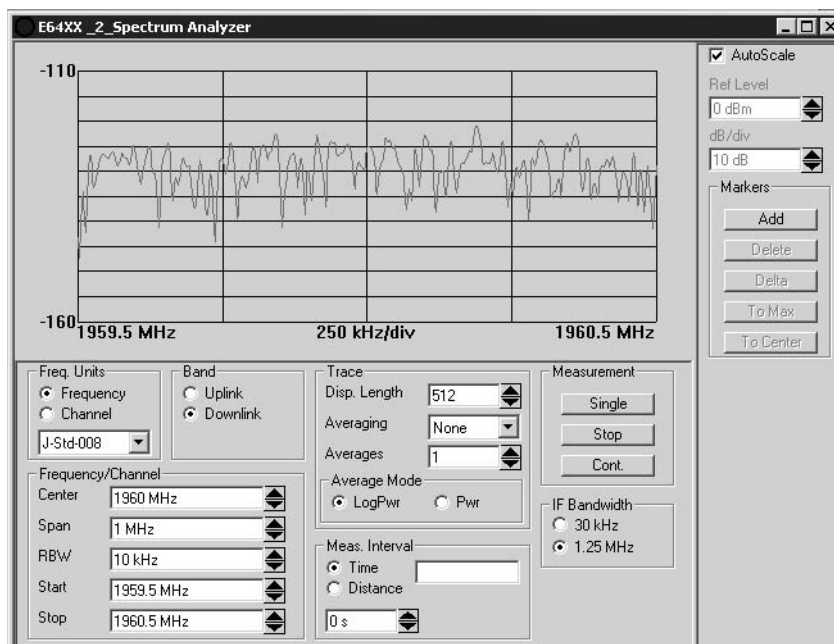 E64XX _2_Spectrum Analyzer
-110
-160
1959.5 MHz 250 kHz/div 1960.5 MHz
AutoScale
Ref Level
0 dBm
dB/div
10 dB
Markers
Add
Delete
Delta
To Max
To Center
Freq. Units
Frequency
Channel
J-Std-008
Band
Uplink
Downlink
Frequency/Channel
Center 1960 MHz
Span 1 MHz
RBW 10 kHz
Start 1959.5 MHz
Stop 1960.5 MHz
Trace
Disp. Length 512
Averaging None
Averages 1
Average Mode
LogPwr Pwr
Meas. Interval
Time
Distance
0 s
Measurement
Single
Stop
Cont.
IF Bandwidth
30 kHz
1.25 MHz